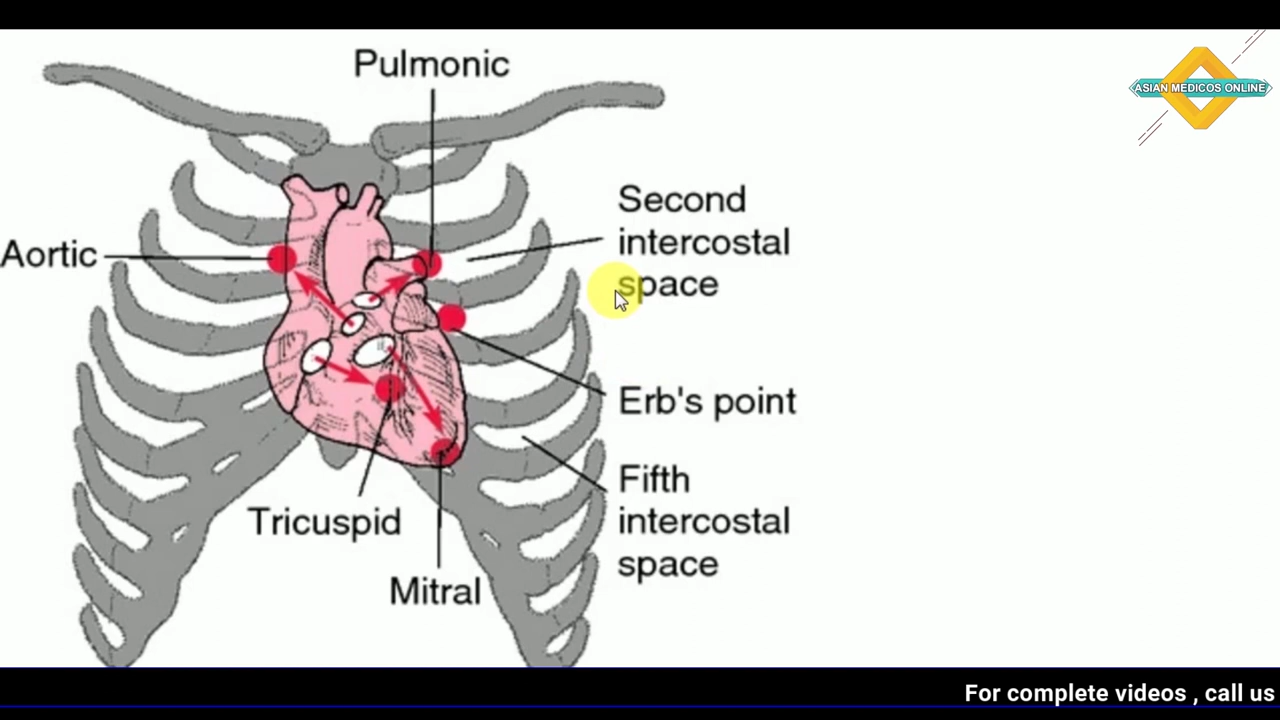 Pulmonic
ASIAN MEDICOS ONLINE
Second
intercostal
space
Aortic
Erb's point
Fifth
intercostal
space
Tricuspid
Mitral
For complete videos , call us